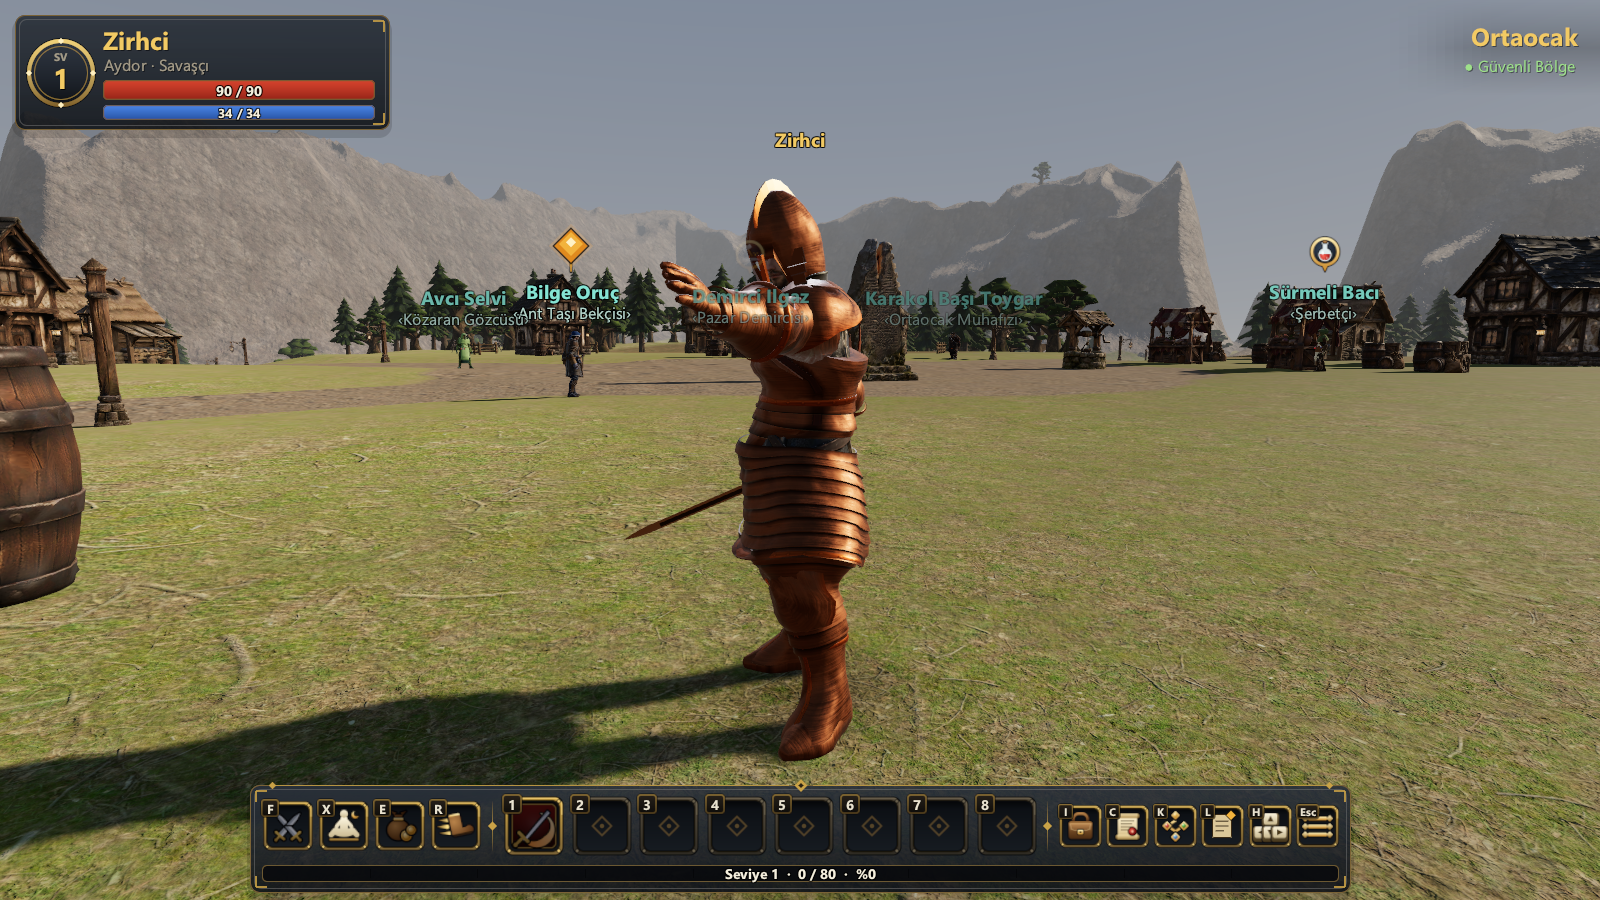 Zirhci
SV
1
Aydor · Savaşçı
90 / 90
34 / 34
Ortaocak
Güvenli Bölge
Zirhci
Avcı Selvi
‹Közaran Gözcüsü›
Bilge Oruç
‹Ant Taşı Bekçisi›
Demirci Ilgaz
‹Pazar Demircisi›
Karakol Başı Toygar
‹Ortaocak Muhafızı›
Sürmeli Bacı
‹Şerbetçi›
F X E R 1 2 3 4 5 6 7 8 I C K L H Esc
Seviye 1 · 0 / 80 · %0